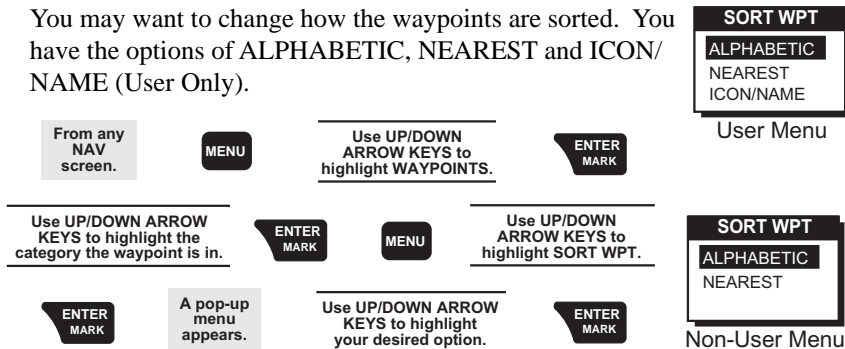 You may want to change how the waypoints are sorted. You
have the options of ALPHABETIC, NEAREST and ICON/
NAME (User Only).
SORT WPT
ALPHABETIC
NEAREST
ICON/NAME
User Menu
From any
NAV
screen.
MENU
Use UP/DOWN
ARROW KEYS to
highlight WAYPOINTS.
ENTER
MARK
Use UP/DOWN ARROW
KEYS to highlight the
category the waypoint is in.
ENTER
MARK
MENU
Use UP/DOWN
ARROW KEYS to
highlight SORT WPT.
ENTER
MARK
A pop-up
menu
appears.
Use UP/DOWN ARROW
KEYS to highlight
your desired option.
ENTER
MARK
SORT WPT
ALPHABETIC
NEAREST
Non-User Menu